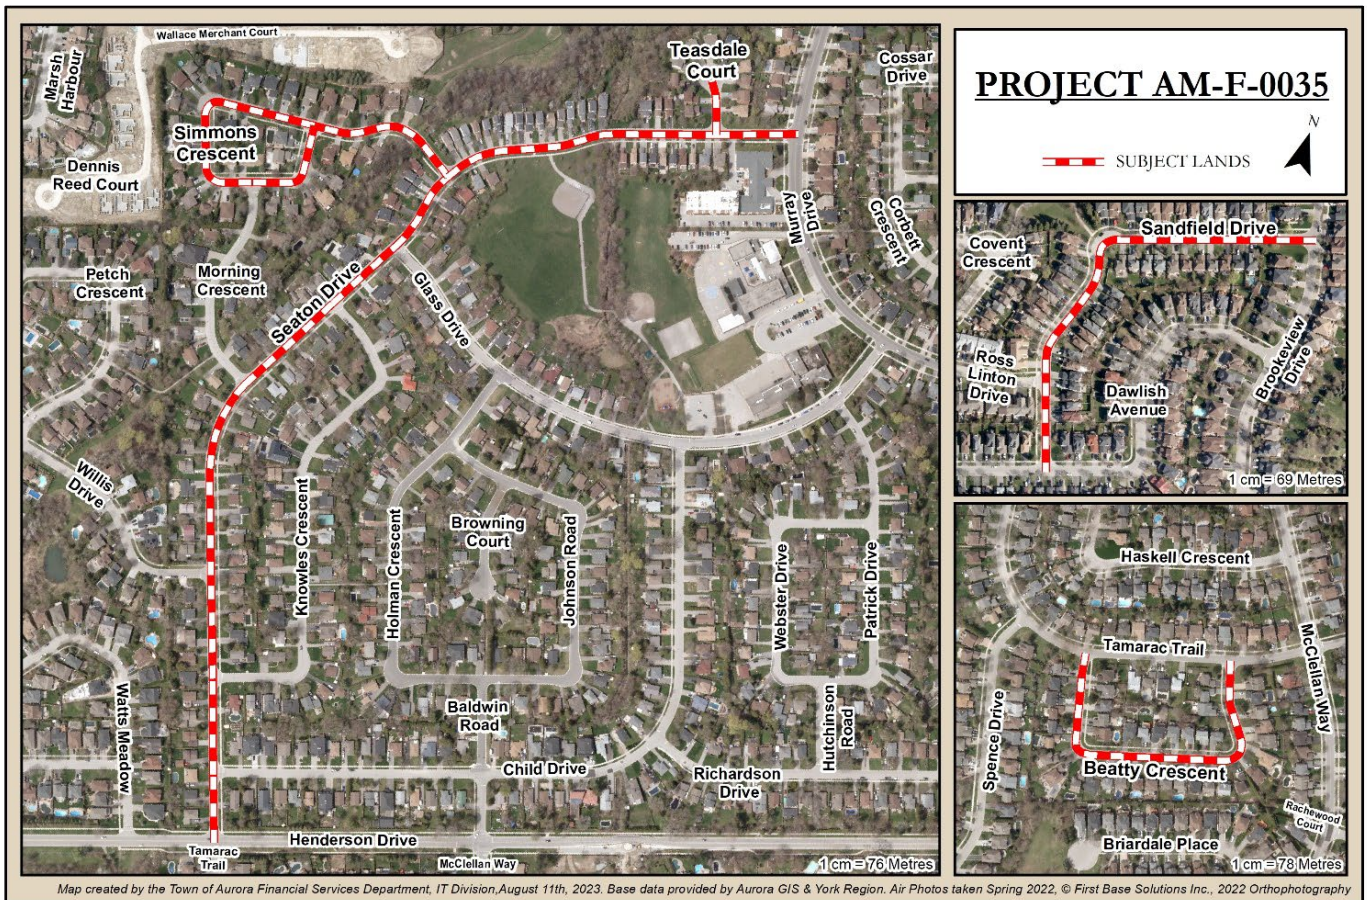 Wallace Merchant Court
Marsh
Harbour
Teasdale
Court
Cossar
Drive
Simmons
Crescent
Dennis
Reed Court
Murray
Drive
Corbett
Crescent
Petch
Crescent
Morning
Crescent
Seaton Drive
Glass Drive
Willis
Drive
Knowles Crescent
Holman Crescent
Browning
Court
Johnson Road
Webster Drive
Patrick Drive
Watts Meadow
Baldwin
Road
Hutchinson
Road
Child Drive
Richardson
Drive
Henderson Drive
Tamarac
Trail
McClellan Way
1 cm = 76 Metres
PROJECT AM-F-0035
N
SUBJECT LANDS
Sandfield Drive
Covent
Crescent
Ross
Linton
Drive
Dawlish
Avenue
Brookeview
Drive
1 cm = 69 Metres
Haskell Crescent
Tamarac Trail
McClellan Way
Spence Drive
Beatty Crescent
Rachewood
Court
Briardale Place
1 cm = 78 Metres
Map created by the Town of Aurora Financial Services Department, IT Division,August 11th, 2023. Base data provided by Aurora GIS & York Region. Air Photos taken Spring 2022, © First Base Solutions Inc., 2022 Orthophotography